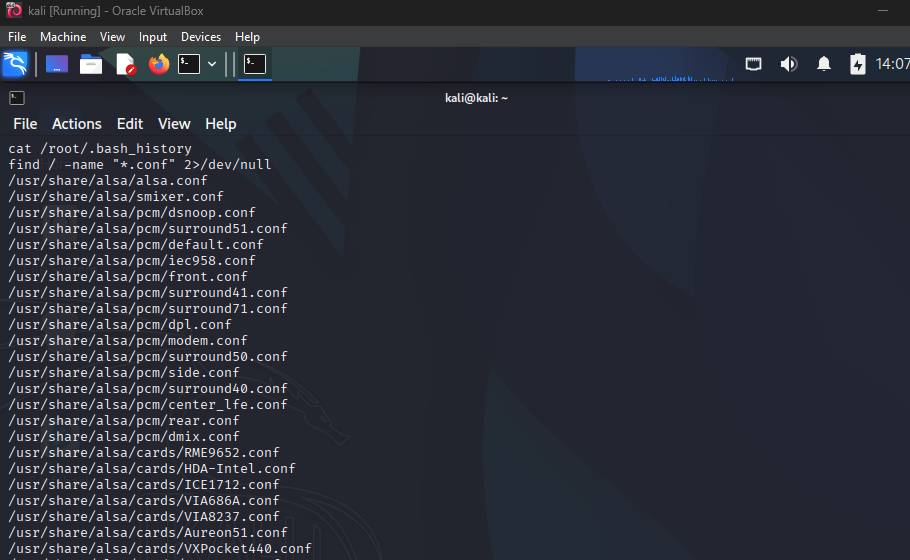 kali [Running] - Oracle VirtualBox
File Machine View Input Devices Help
14:07
kali@kali: ~
File Actions Edit View Help
cat /root/.bash_history
find / -name "*.conf" 2>/dev/null
/usr/share/alsa/alsa.conf
/usr/share/alsa/smixer.conf
/usr/share/alsa/pcm/dsnoop.conf
/usr/share/alsa/pcm/surround51.conf
/usr/share/alsa/pcm/default.conf
/usr/share/alsa/pcm/iec958.conf
/usr/share/alsa/pcm/front.conf
/usr/share/alsa/pcm/surround41.conf
/usr/share/alsa/pcm/surround71.conf
/usr/share/alsa/pcm/dpl.conf
/usr/share/alsa/pcm/modem.conf
/usr/share/alsa/pcm/surround50.conf
/usr/share/alsa/pcm/side.conf
/usr/share/alsa/pcm/surround40.conf
/usr/share/alsa/pcm/center_lfe.conf
/usr/share/alsa/pcm/rear.conf
/usr/share/alsa/pcm/dmix.conf
/usr/share/alsa/cards/RME9652.conf
/usr/share/alsa/cards/HDA-Intel.conf
/usr/share/alsa/cards/ICE1712.conf
/usr/share/alsa/cards/VIA686A.conf
/usr/share/alsa/cards/VIA8237.conf
/usr/share/alsa/cards/Aureon51.conf
/usr/share/alsa/cards/VXPocket440.conf